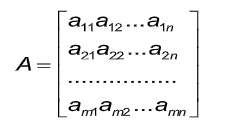 a₁₁a₁₂...a₁ₙ
a₂₁a₂₂...a₂ₙ
A = ................
aₘ₁aₘ₂...aₘₙ